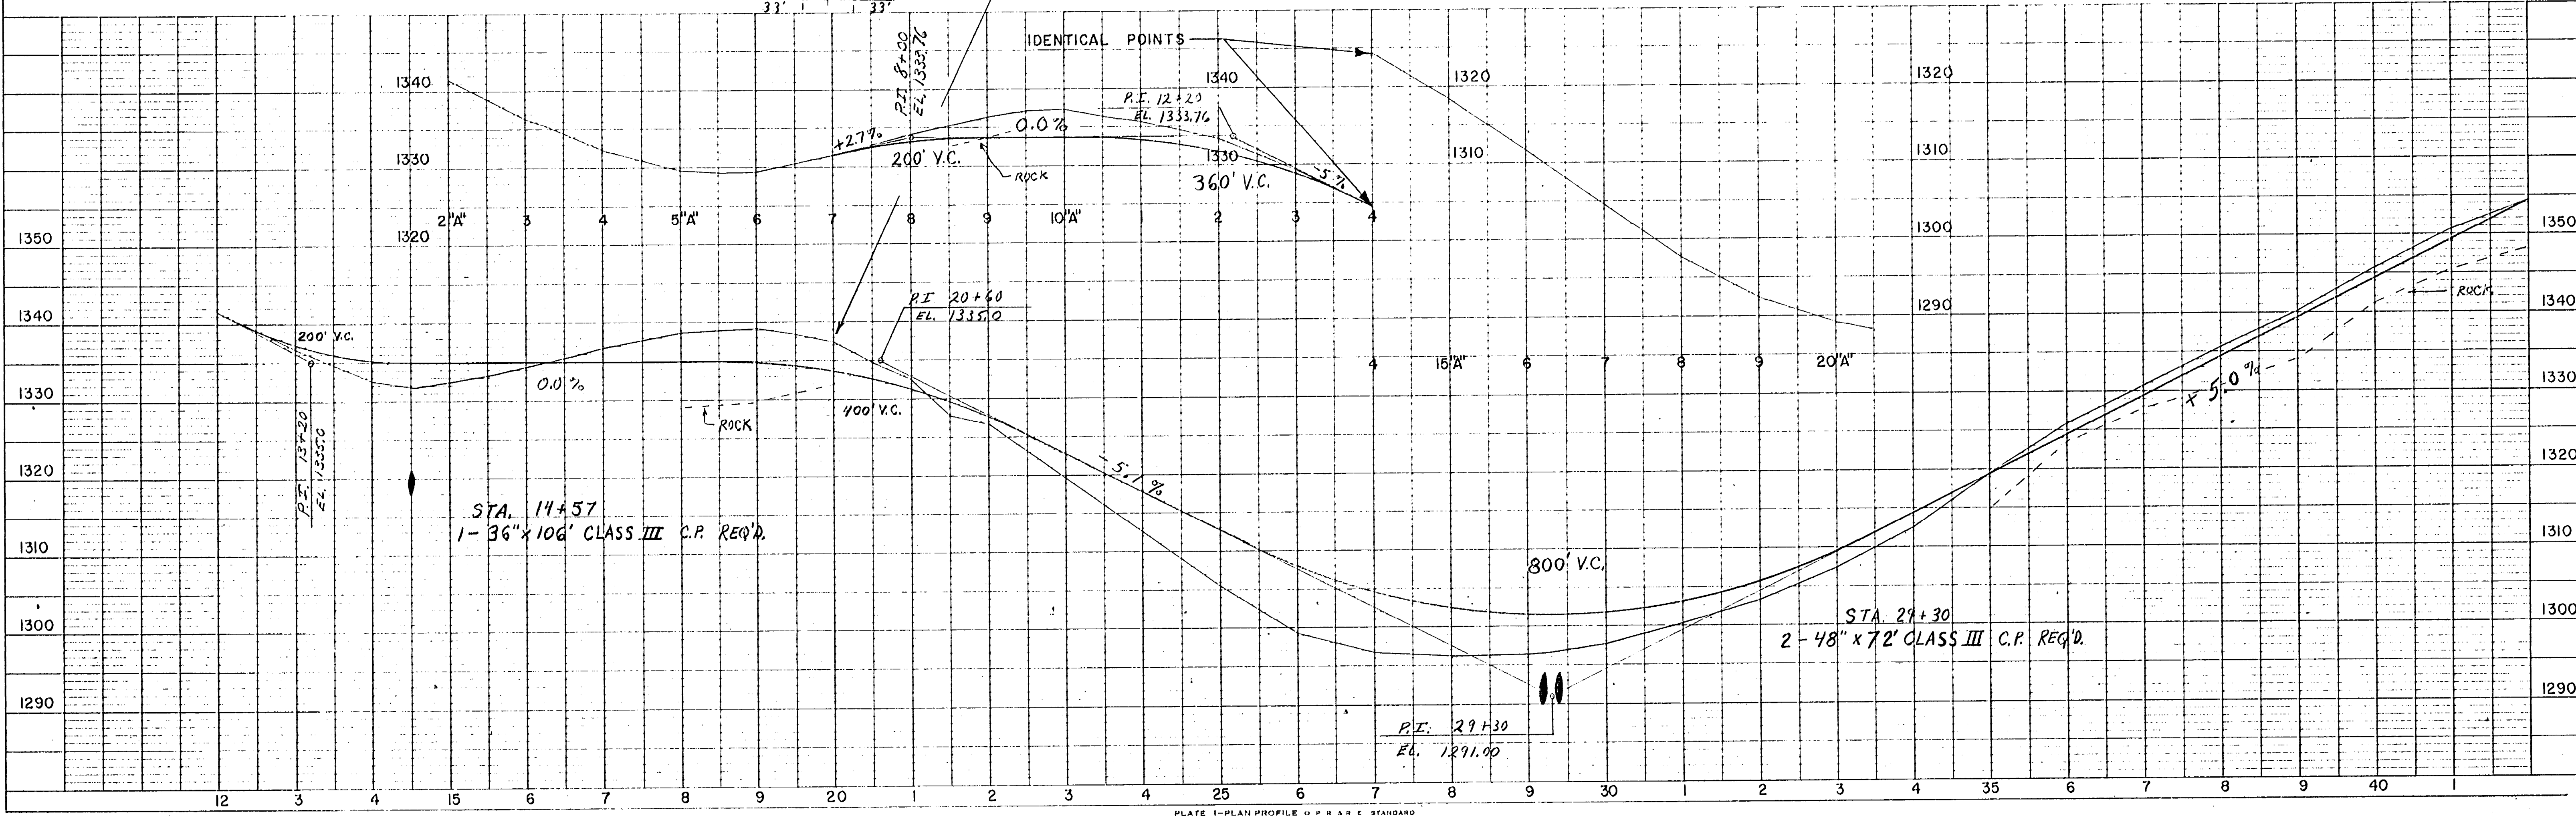 33' 33'
P.I. 8+00
EL. 1333.76
IDENTICAL POINTS
1340
1340
1320
1320
P.I. 12+20
EL. 1333.76
+2.7%
0.0%
1330
200' V.C.
ROCK
1330
360' V.C.
-5%
1310
1310
2"A" 3 4 5"A" 6 7 8 9 10"A" 2 3 4
1350
1320
1300
1300
1350
P.I. 20+60
EL. 1335.0
1290
1290
ROCK
1340
1340
200' V.C.
4 15"A" 6 7 8 9 20"A"
0.0%
1330
+5.0%
1330
P.I. 13+20
EL. 1335.0
400' V.C.
ROCK
-5.1%
1320
1320
STA. 14+57
1-36"x106' CLASS III C.P. REQ'D.
1310
1310
800' V.C.
1300
STA. 29+30
2-48"x72' CLASS III C.P. REQ'D.
1300
1290
1290
P.I. 29+30
EL. 1291.00
12 3 4 15 6 7 8 9 20 1 2 3 4 25 6 7 8 9 30 1 2 3 4 35 6 7 8 9 40 1
PLATE 1-PLAN PROFILE O P R & R E STANDARD